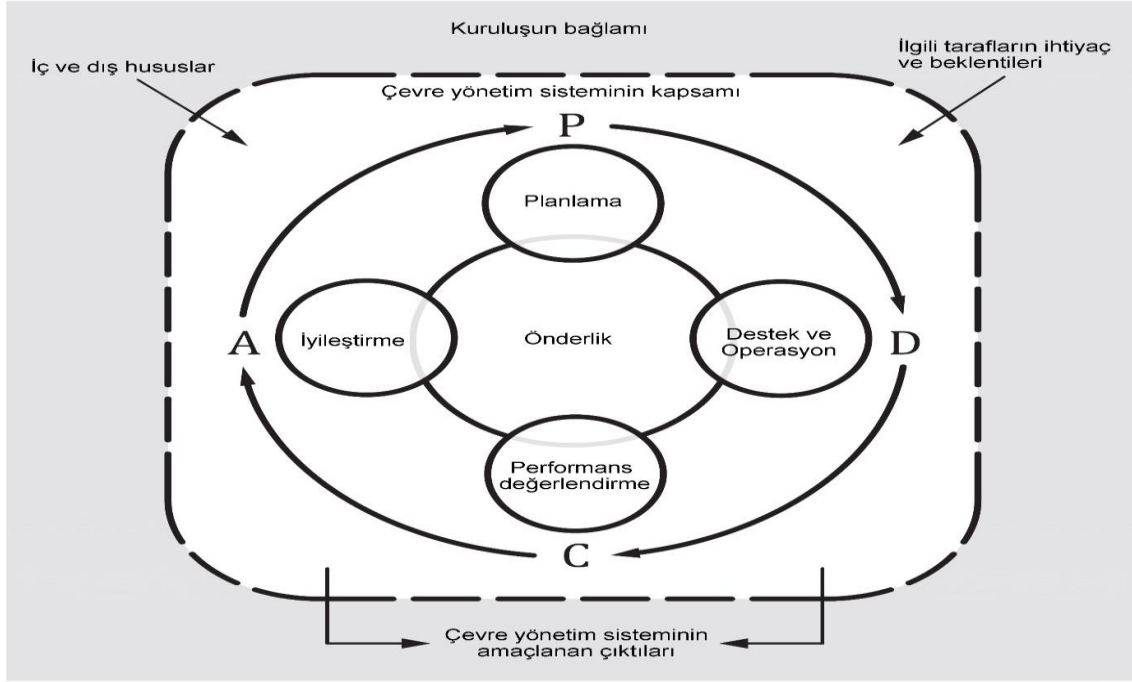 Kuruluşun bağlamı
İç ve dış hususlar
İlgili tarafların ihtiyaç
ve beklentileri
Çevre yönetim sisteminin kapsamı
P
Planlama
A
İyileştirme
Önderlik
Destek ve
Operasyon
D
Performans
değerlendirme
C
Çevre yönetim sisteminin
amaçlanan çıktıları